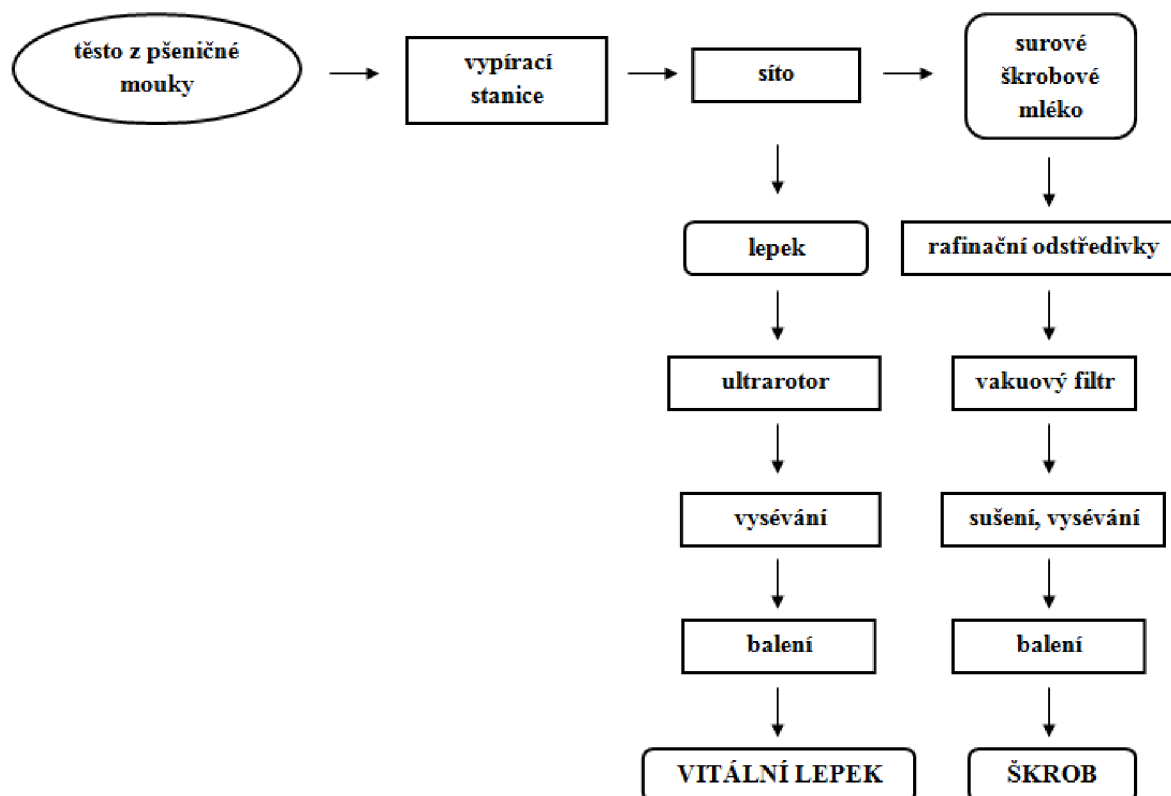 těsto z pšeničné
mouky
vypírací
stanice
síto
surové
škrobové
mléko
lepek
rafinační odstředivky
ultrarotor
vakuový filtr
vysévání
sušení, vysévání
balení
balení
VITÁLNÍ LEPEK
ŠKROB